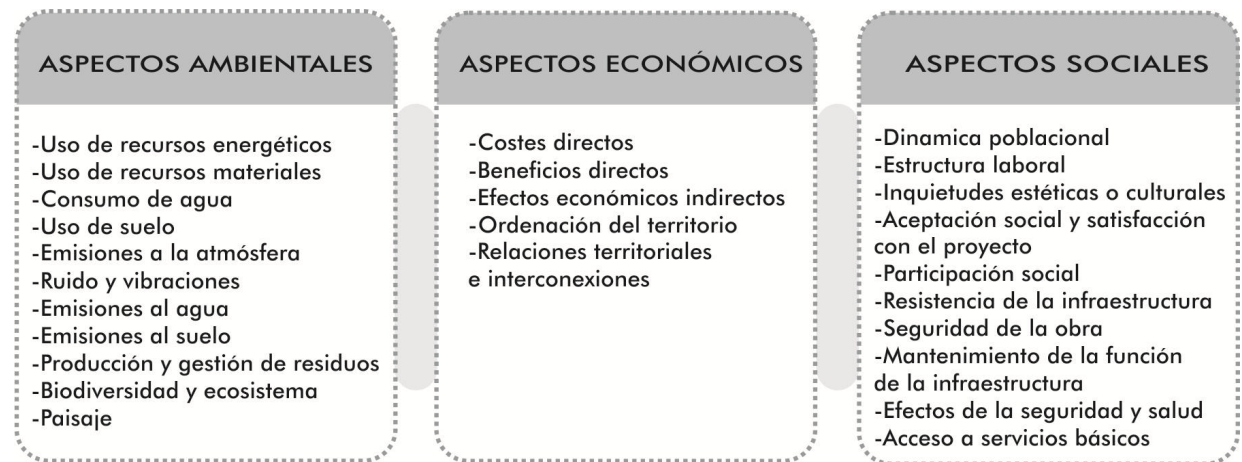 ASPECTOS AMBIENTALES
-Uso de recursos energéticos
-Uso de recursos materiales
-Consumo de agua
-Uso de suelo
-Emisiones a la atmósfera
-Ruido y vibraciones
-Emisiones al agua
-Emisiones al suelo
-Producción y gestión de residuos
-Biodiversidad y ecosistema
-Paisaje
ASPECTOS ECONÓMICOS
-Costes directos
-Beneficios directos
-Efectos económicos indirectos
-Ordenación del territorio
-Relaciones territoriales
e interconexiones
ASPECTOS SOCIALES
-Dinamica poblacional
-Estructura laboral
-Inquietudes estéticas o culturales
-Aceptación social y satisfacción
con el proyecto
-Participación social
-Resistencia de la infraestructura
-Seguridad de la obra
-Mantenimiento de la función
de la infraestructura
-Efectos de la seguridad y salud
-Acceso a servicios básicos